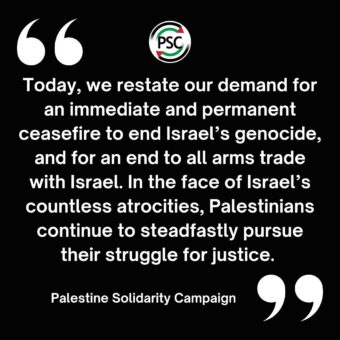 PSC
Today, we restate our demand for
an immediate and permanent
ceasefire to end Israel’s genocide,
and for an end to all arms trade
with Israel. In the face of Israel’s
countless atrocities, Palestinians
continue to steadfastly pursue
their struggle for justice.
Palestine Solidarity Campaign